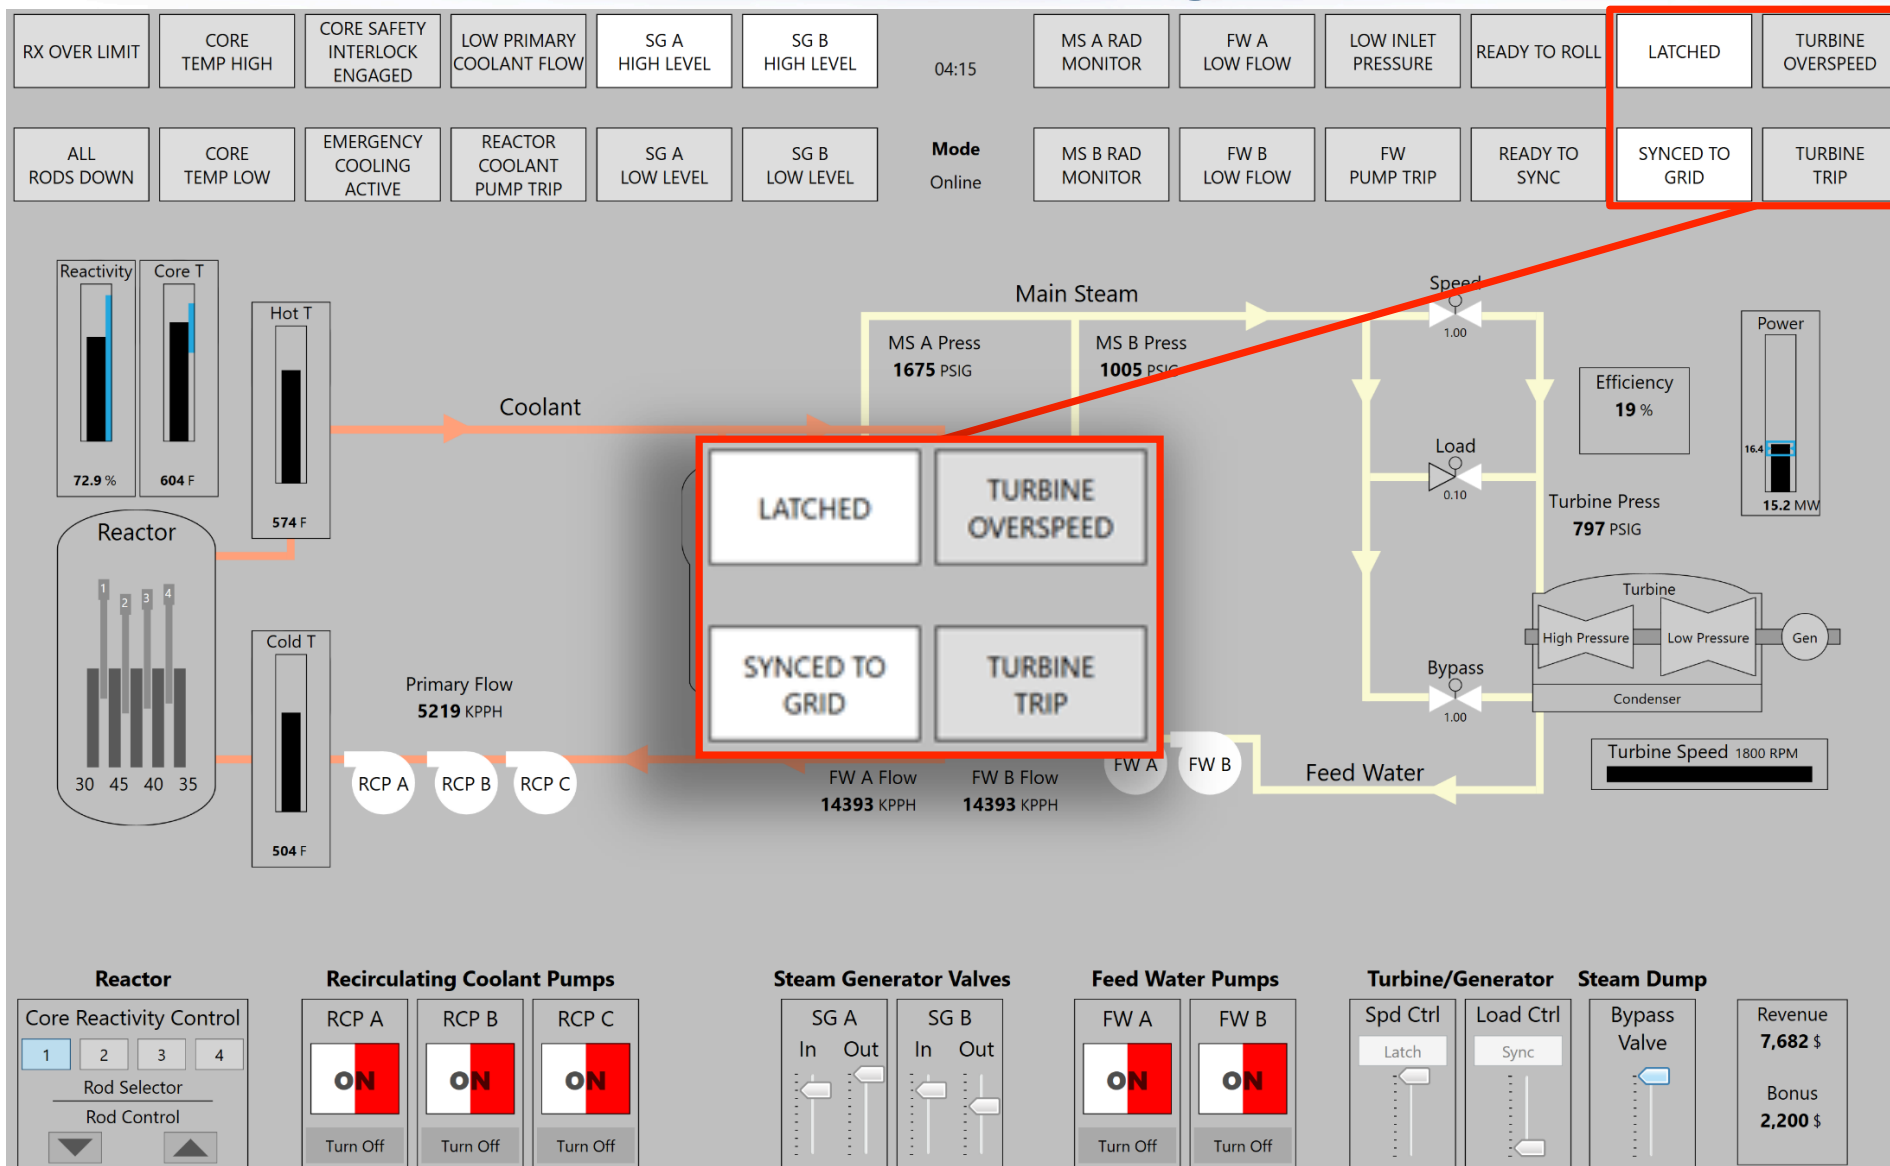 RX OVER LIMIT
CORE
TEMP HIGH
CORE SAFETY
INTERLOCK
ENGAGED
LOW PRIMARY
COOLANT FLOW
SG A
HIGH LEVEL
SG B
HIGH LEVEL
04:15
MS A RAD
MONITOR
FW A
LOW FLOW
LOW INLET
PRESSURE
READY TO ROLL
LATCHED
TURBINE
OVERSPEED
ALL
RODS DOWN
CORE
TEMP LOW
EMERGENCY
COOLING
ACTIVE
REACTOR
COOLANT
PUMP TRIP
SG A
LOW LEVEL
SG B
LOW LEVEL
Mode
Online
MS B RAD
MONITOR
FW B
LOW FLOW
FW
PUMP TRIP
READY TO
SYNC
SYNCED TO
GRID
TURBINE
TRIP
Reactivity
72.9 %
Core T
604 F
Hot T
574 F
Coolant
Main Steam
MS A Press
1675 PSIG
MS B Press
1005 PSIG
Speed
1.00
Efficiency
19 %
Power
16.4
15.2 MW
Load
0.10
Turbine Press
797 PSIG
LATCHED
TURBINE
OVERSPEED
SYNCED TO
GRID
TURBINE
TRIP
Reactor
1
2
3
4
30 45 40 35
Cold T
504 F
Primary Flow
5219 KPPH
RCP A
RCP B
RCP C
FW A Flow
14393 KPPH
FW B Flow
14393 KPPH
FW A
FW B
Feed Water
Bypass
1.00
Turbine
High Pressure
Low Pressure
Gen
Condenser
Turbine Speed 1800 RPM
Reactor
Core Reactivity Control
1 2 3 4
Rod Selector
Rod Control
Recirculating Coolant Pumps
RCP A
ON
Turn Off
RCP B
ON
Turn Off
RCP C
ON
Turn Off
Steam Generator Valves
SG A
In Out
SG B
In Out
Feed Water Pumps
FW A
ON
Turn Off
FW B
ON
Turn Off
Turbine/Generator
Spd Ctrl
Latch
Load Ctrl
Sync
Steam Dump
Bypass
Valve
Revenue
7,682 $
Bonus
2,200 $